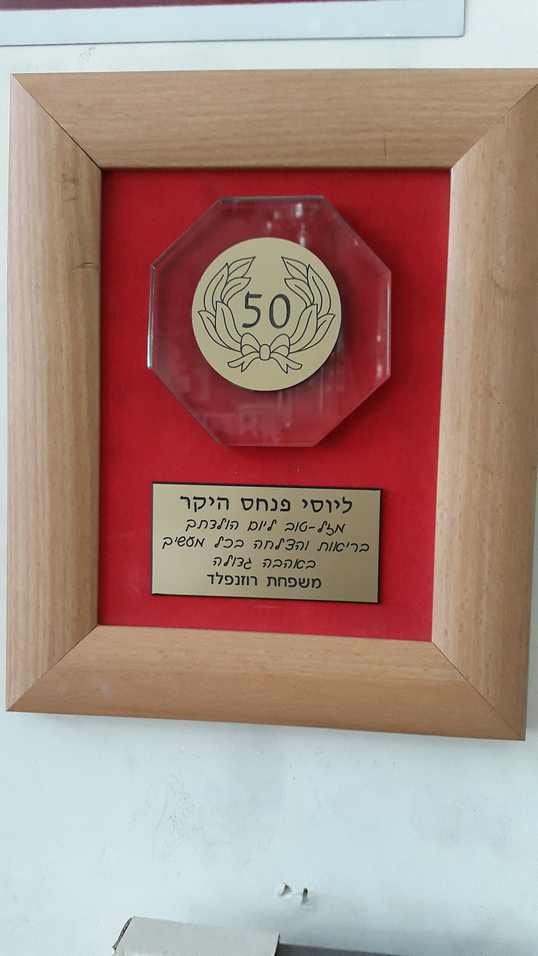 50
ליוסי פנחס היקר
מזל-טוב ליום הולדתך
בריאות והצלחה בכל מעשיך
באהבה גדולה
משפחת רוזנפלד